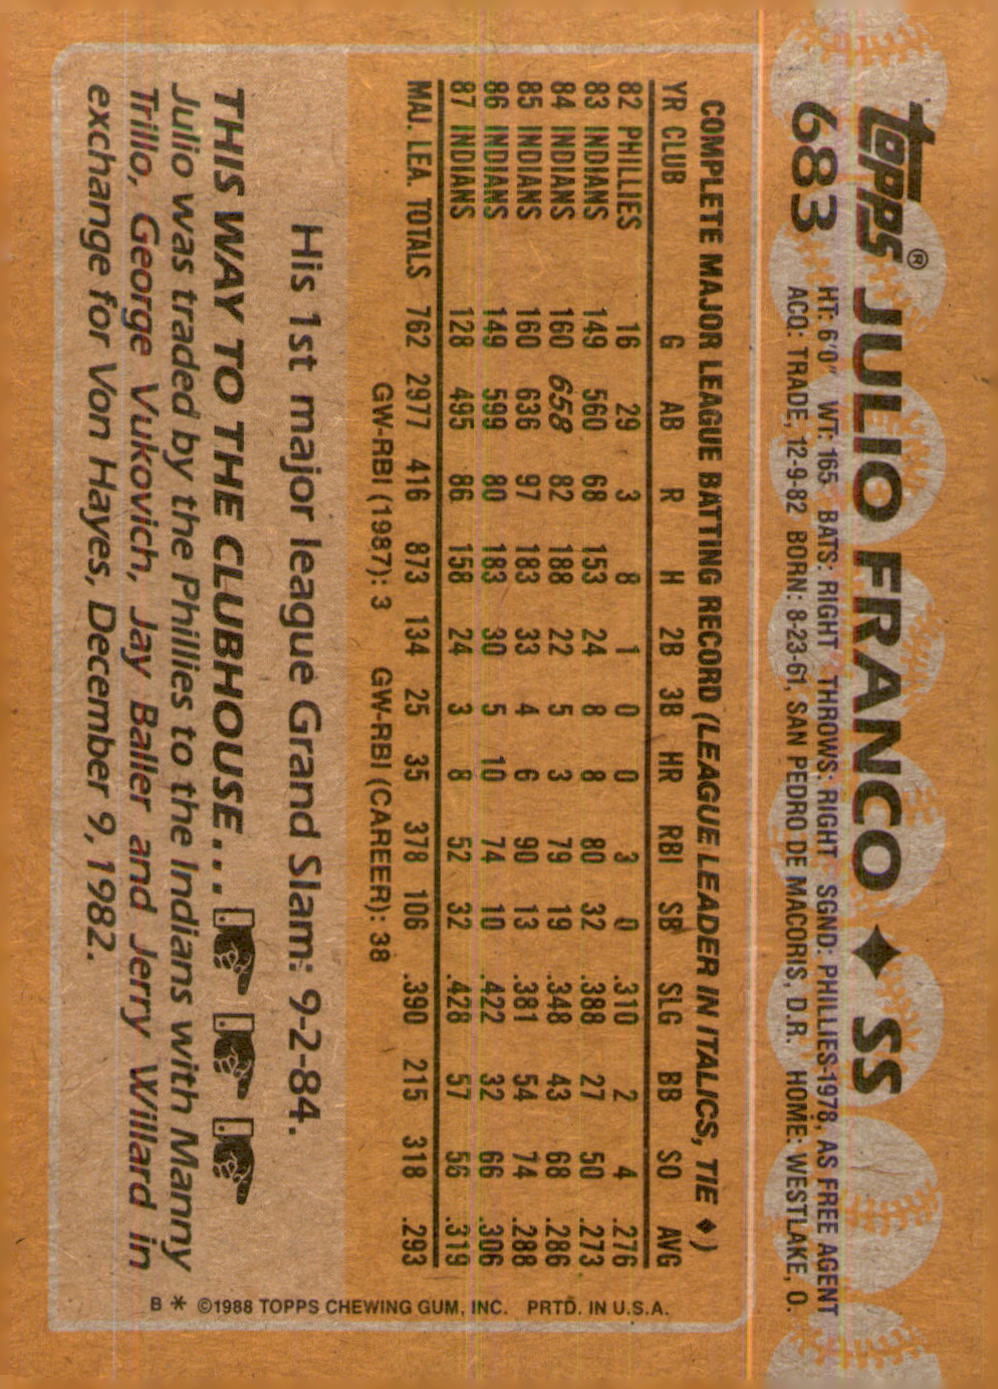 topps® JULIO FRANCO ♦ SS
683 HT: 6'0" WT: 165 BATS: RIGHT THROWS: RIGHT SGND: PHILLIES-1978, AS FREE AGENT
ACQ: TRADE, 12-9-82 BORN: 8-23-61, SAN PEDRO DE MACORIS, D.R. HOME: WESTLAKE, O.
COMPLETE MAJOR LEAGUE BATTING RECORD (LEAGUE LEADER IN ITALICS, TIE ♦)
YR CLUB G AB R H 2B 3B HR RBI SB SLG BB SO AVG
82 PHILLIES 16 29 3 8 1 0 0 3 0 .310 2 4 .276
83 INDIANS 149 560 68 153 24 8 8 80 32 .388 27 50 .273
84 INDIANS 160 658 82 188 22 5 3 79 19 .348 43 68 .286
85 INDIANS 160 636 97 183 33 4 6 90 13 .381 54 74 .288
86 INDIANS 149 599 80 183 30 5 10 74 10 .422 32 66 .306
87 INDIANS 128 495 86 158 24 3 8 52 32 .428 57 56 .319
MAJ. LEA. TOTALS 762 2977 416 873 134 25 35 378 106 .390 215 318 .293
GW-RBI (1987): 3 GW-RBI (CAREER): 38
His 1st major league Grand Slam: 9-2-84.
THIS WAY TO THE CLUBHOUSE...
Julio was traded by the Phillies to the Indians with Manny
Trillo, George Vukovich, Jay Baller and Jerry Willard in
exchange for Von Hayes, December 9, 1982.
B * ©1988 TOPPS CHEWING GUM, INC. PRTD. IN U.S.A.